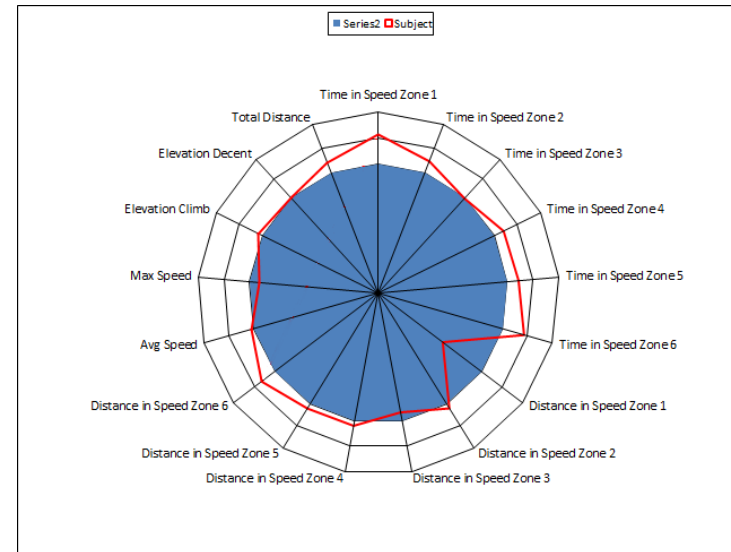 Series2 Subject
Time in Speed Zone 1
Time in Speed Zone 2
Time in Speed Zone 3
Time in Speed Zone 4
Time in Speed Zone 5
Time in Speed Zone 6
Distance in Speed Zone 1
Distance in Speed Zone 2
Distance in Speed Zone 3
Distance in Speed Zone 4
Distance in Speed Zone 5
Distance in Speed Zone 6
Avg Speed
Max Speed
Elevation Climb
Elevation Decent
Total Distance